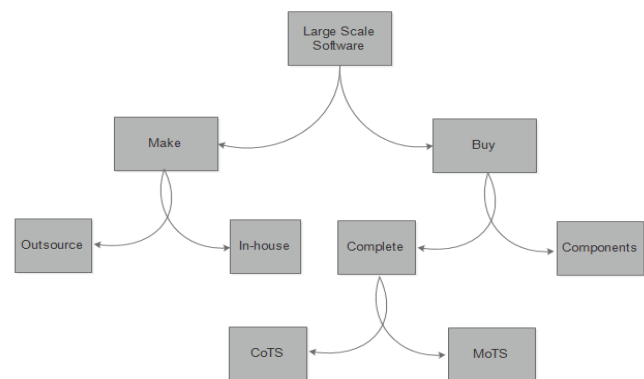 Large Scale
Software
Make
Buy
Outsource
In-house
Complete
Components
CoTS
MoTS